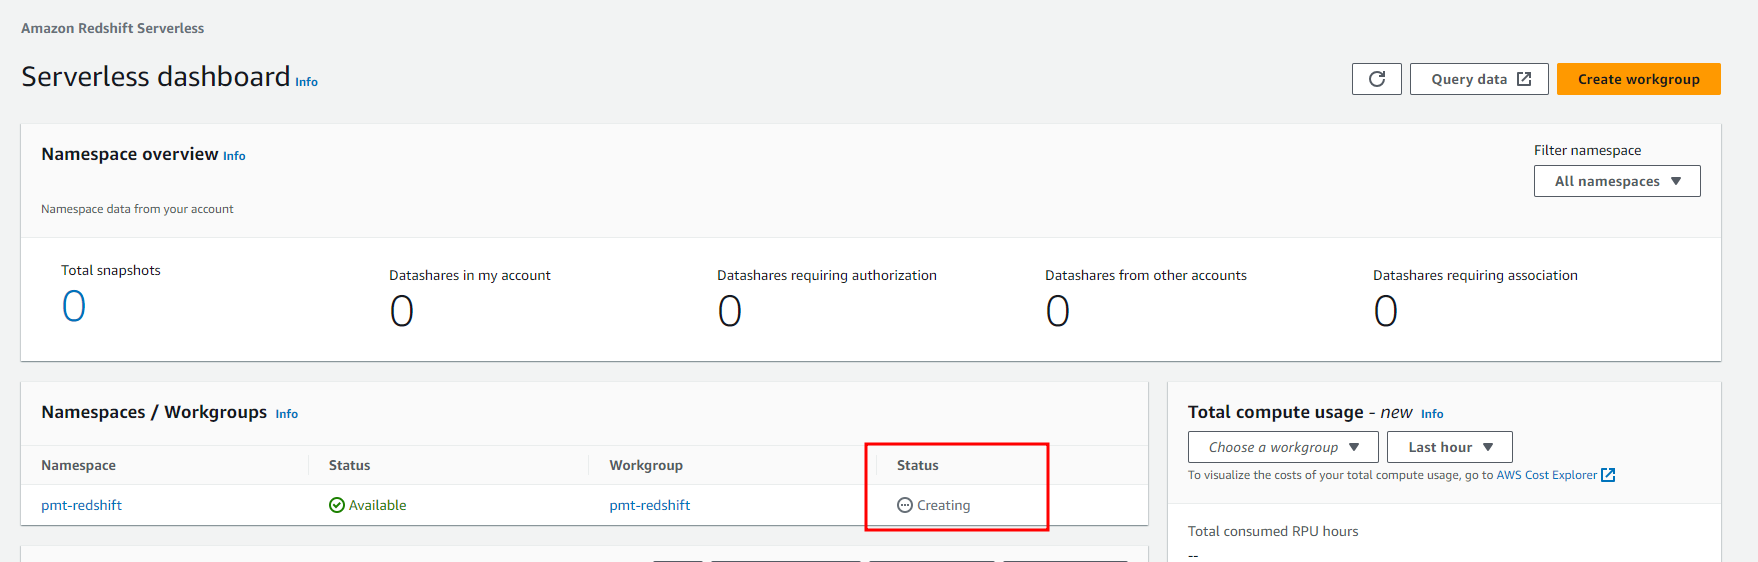 Amazon Redshift Serverless
Serverless dashboard Info
Query data
Create workgroup
Namespace overview Info
Filter namespace
All namespaces
Namespace data from your account
Total snapshots
0
Datashares in my account
0
Datashares requiring authorization
0
Datashares from other accounts
0
Datashares requiring association
0
Namespaces / Workgroups Info
Namespace Status Workgroup Status
pmt-redshift Available pmt-redshift Creating
Total compute usage - new Info
Choose a workgroup
Last hour
To visualize the costs of your total compute usage, go to AWS Cost Explorer
Total consumed RPU hours
--